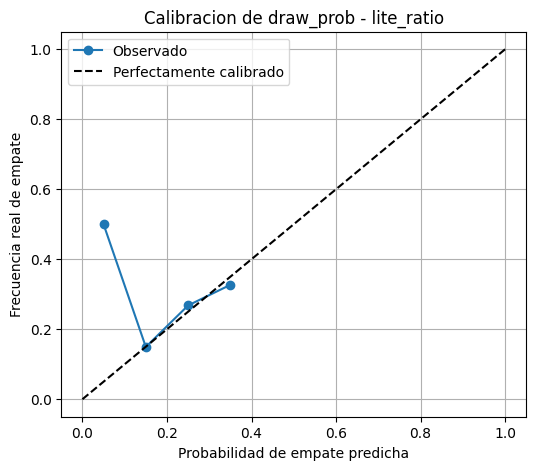 Calibracion de draw_prob - lite_ratio
Observado
Perfectamente calibrado
Frecuencia real de empate
1.0
0.8
0.6
0.4
0.2
0.0
0.0 0.2 0.4 0.6 0.8 1.0
Probabilidad de empate predicha